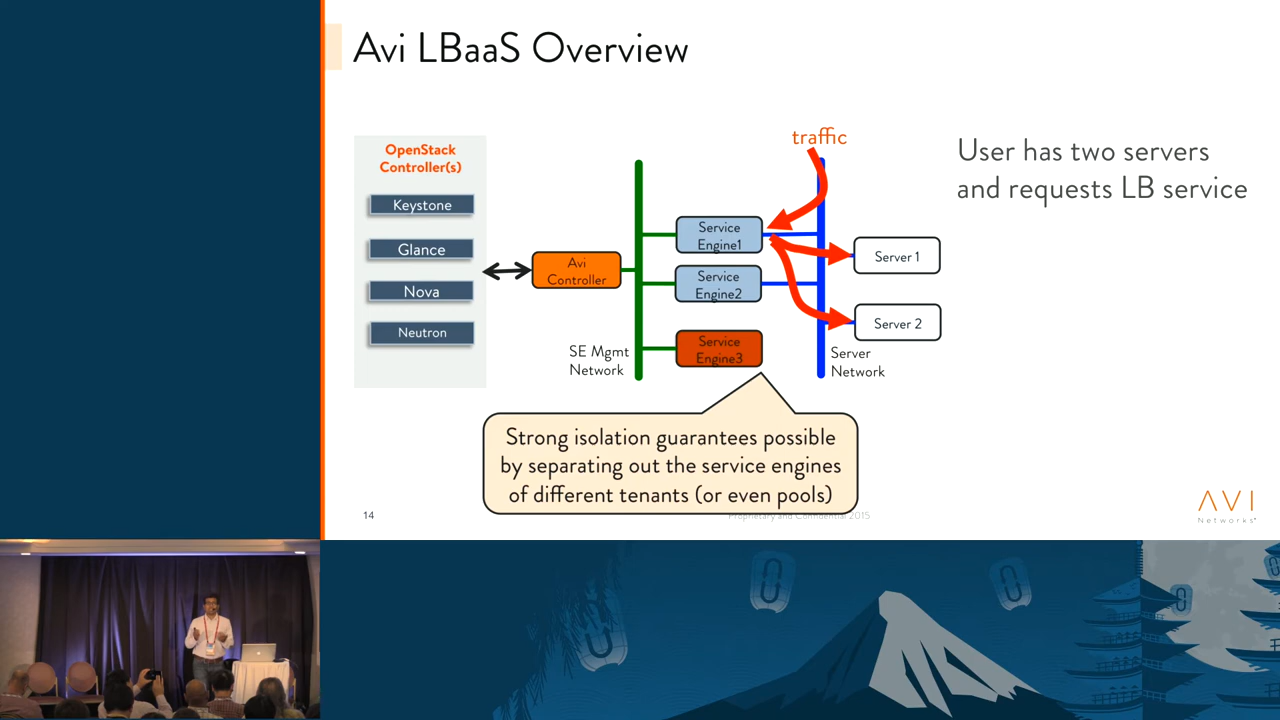 Avi LBaaS Overview
OpenStack
Controller(s)
Keystone
Glance
Nova
Neutron
Avi
Controller
SE Mgmt
Network
Service
Engine1
Service
Engine2
Service
Engine3
traffic
Server 1
Server 2
Server
Network
User has two servers
and requests LB service
Strong isolation guarantees possible
by separating out the service engines
of different tenants (or even pools)
14
Proprietary and Confidential 2015
AVI
Networks